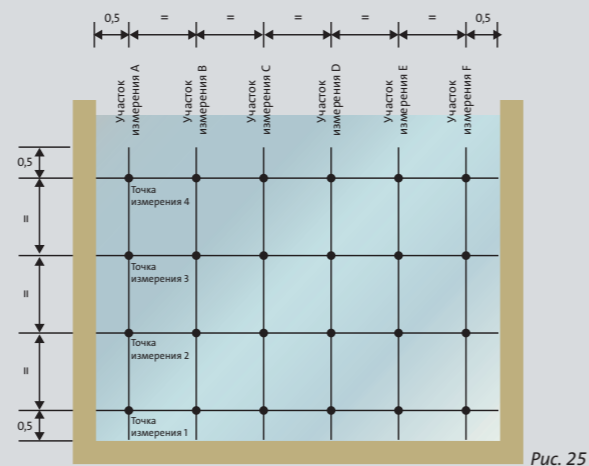 0,5 = = = = = 0,5
Участок
измерения A
Участок
измерения B
Участок
измерения C
Участок
измерения D
Участок
измерения E
Участок
измерения F
0,5
=
Точка
измерения 4
=
Точка
измерения 3
=
Точка
измерения 2
0,5
Точка
измерения 1
Рис. 25